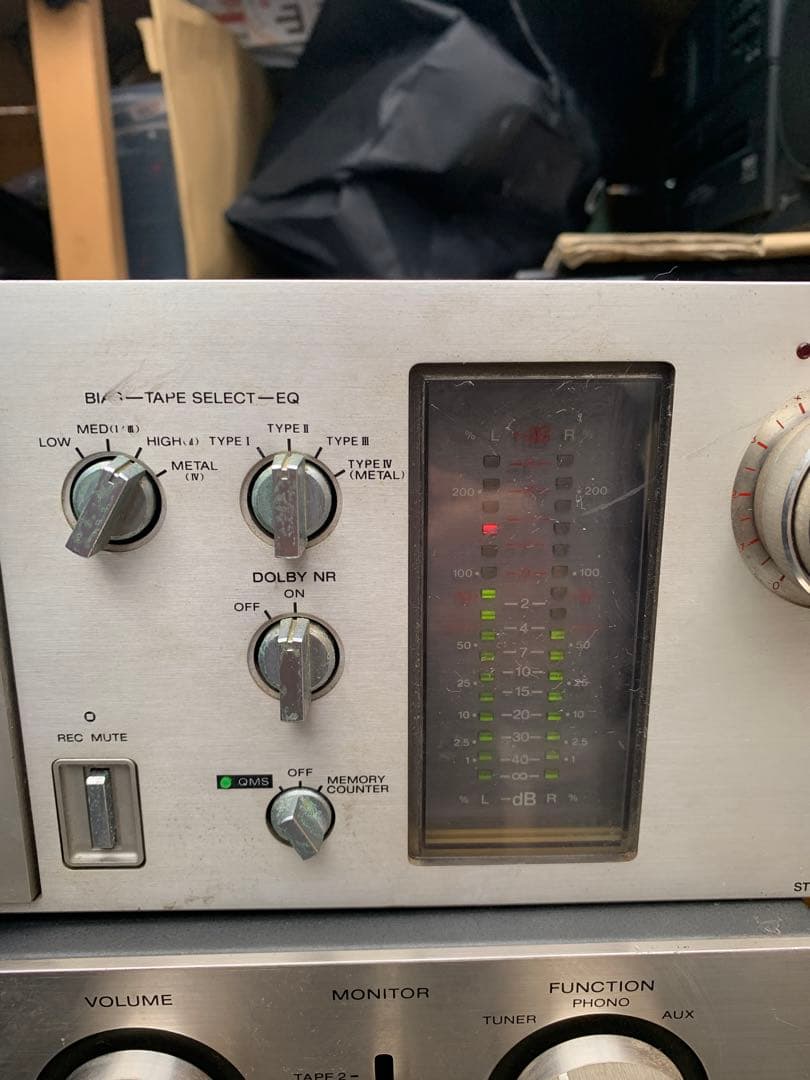 TAPE SELECT—EQ
LOW
MED
HIGH
METAL
(IV)
TYPE I
TYPE II
TYPE III
TYPE IV
(METAL)
DOLBY NR
OFF
ON
REC MUTE
QMS
OFF
MEMORY
COUNTER
% L R %
200 200
100 100
2
4
50 7 50
25 10 25
15
10 20 10
2.5 30 2.5
1 40 1
∞
% L -dB R %
0
ST
VOLUME
MONITOR
TAPE 2
FUNCTION
PHONO
TUNER
AUX